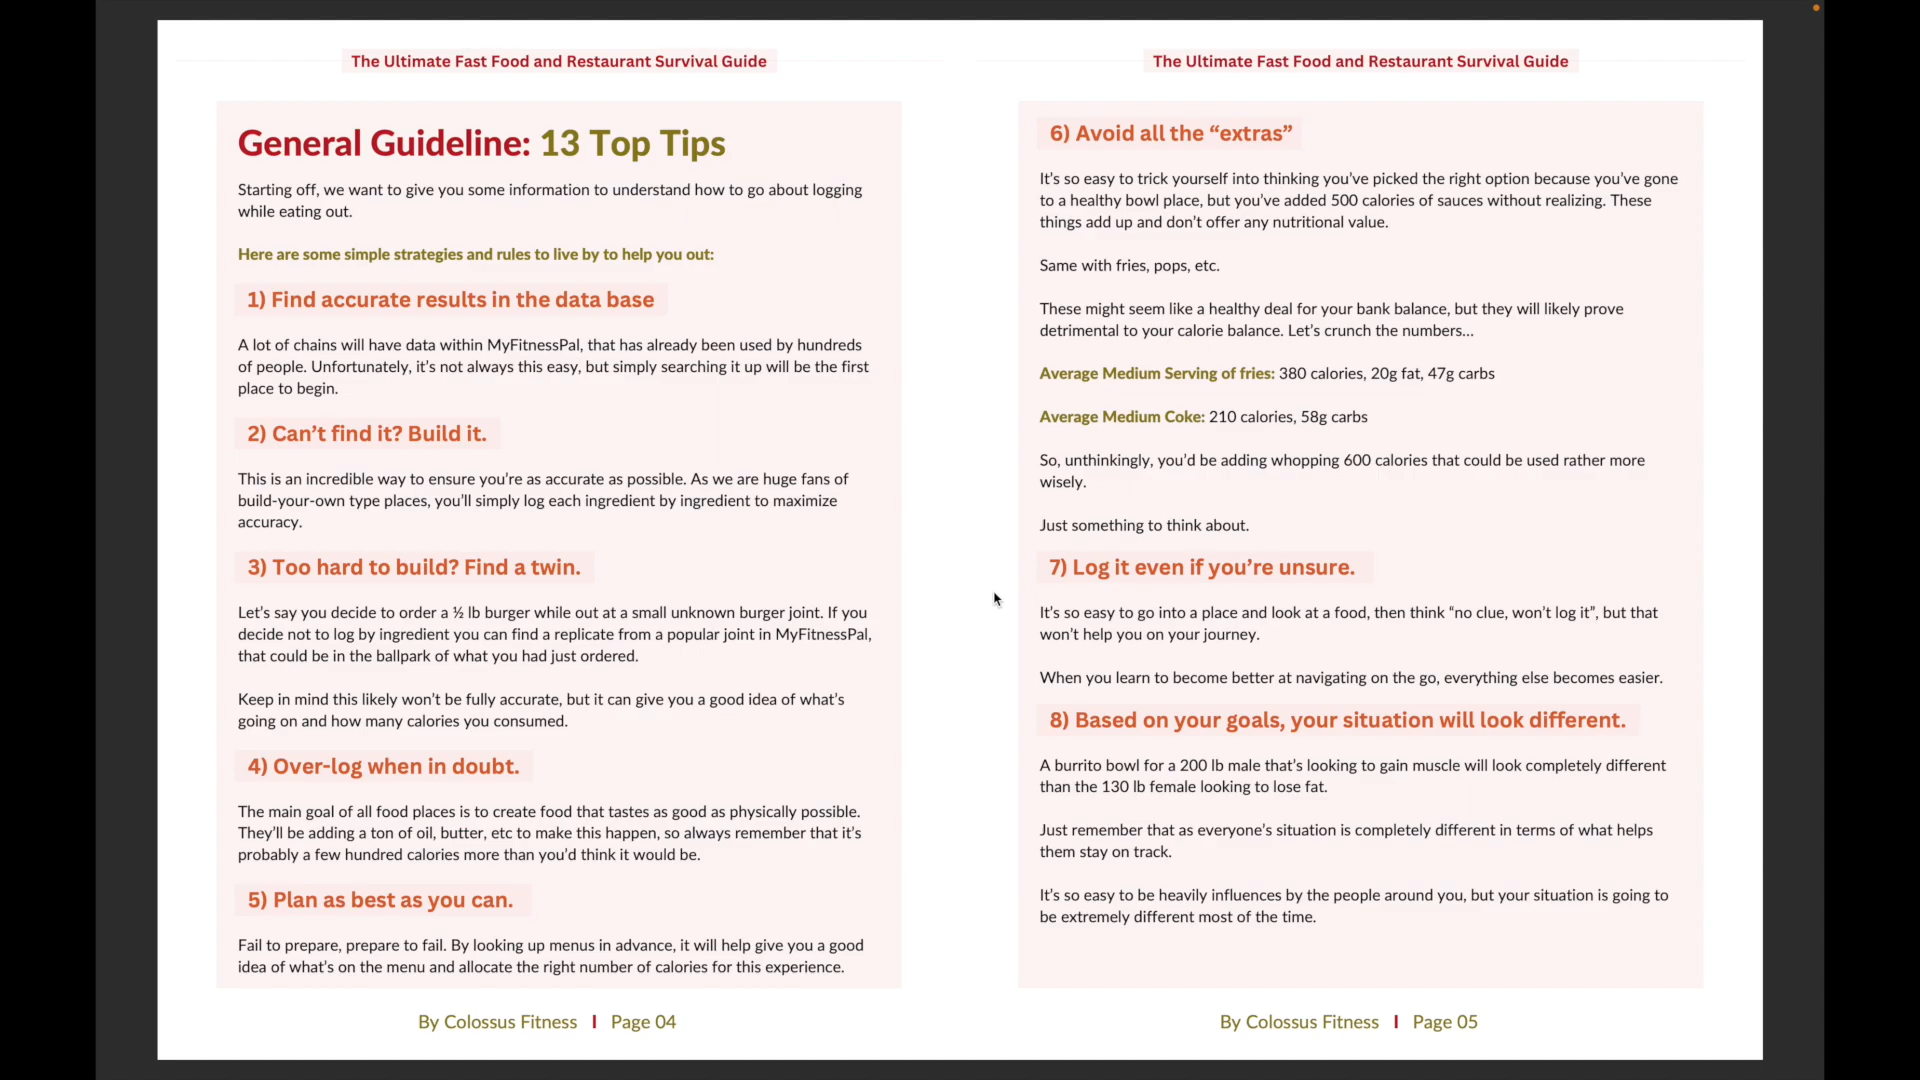 The Ultimate Fast Food and Restaurant Survival Guide
General Guideline: 13 Top Tips
Starting off, we want to give you some information to understand how to go about logging
while eating out.
Here are some simple strategies and rules to live by to help you out:
1) Find accurate results in the data base
A lot of chains will have data within MyFitnessPal, that has already been used by hundreds
of people. Unfortunately, it's not always this easy, but simply searching it up will be the first
place to begin.
2) Can't find it? Build it.
This is an incredible way to ensure you're as accurate as possible. As we are huge fans of
build-your-own type places, you'll simply log each ingredient by ingredient to maximize
accuracy.
3) Too hard to build? Find a twin.
Let's say you decide to order a ½ lb burger while out at a small unknown burger joint. If you
decide not to log by ingredient you can find a replicate from a popular joint in MyFitnessPal,
that could be in the ballpark of what you had just ordered.
Keep in mind this likely won't be fully accurate, but it can give you a good idea of what's
going on and how many calories you consumed.
4) Over-log when in doubt.
The main goal of all food places is to create food that tastes as good as physically possible.
They'll be adding a ton of oil, butter, etc to make this happen, so always remember that it's
probably a few hundred calories more than you'd think it would be.
5) Plan as best as you can.
Fail to prepare, prepare to fail. By looking up menus in advance, it will help give you a good
idea of what's on the menu and allocate the right number of calories for this experience.
By Colossus Fitness I Page 04
The Ultimate Fast Food and Restaurant Survival Guide
6) Avoid all the “extras”
It's so easy to trick yourself into thinking you've picked the right option because you've gone
to a healthy bowl place, but you've added 500 calories of sauces without realizing. These
things add up and don't offer any nutritional value.
Same with fries, pops, etc.
These might seem like a healthy deal for your bank balance, but they will likely prove
detrimental to your calorie balance. Let's crunch the numbers...
Average Medium Serving of fries: 380 calories, 20g fat, 47g carbs
Average Medium Coke: 210 calories, 58g carbs
So, unthinkingly, you'd be adding whopping 600 calories that could be used rather more
wisely.
Just something to think about.
7) Log it even if you're unsure.
It's so easy to go into a place and look at a food, then think “no clue, won't log it”, but that
won't help you on your journey.
When you learn to become better at navigating on the go, everything else becomes easier.
8) Based on your goals, your situation will look different.
A burrito bowl for a 200 lb male that's looking to gain muscle will look completely different
than the 130 lb female looking to lose fat.
Just remember that as everyone's situation is completely different in terms of what helps
them stay on track.
It's so easy to be heavily influences by the people around you, but your situation is going to
be extremely different most of the time.
By Colossus Fitness I Page 05